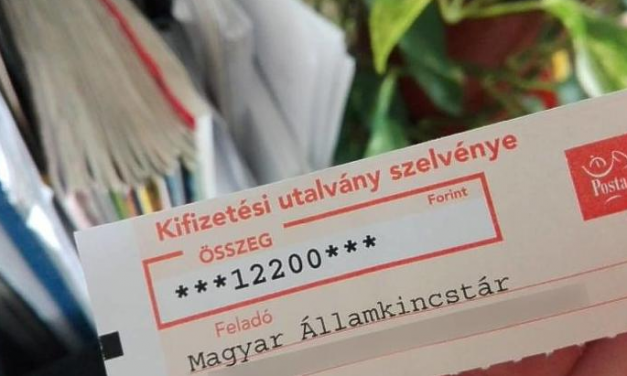 Kifizetési utalvány szelvénye
ÖSSZEG
Forint
***12200***
Feladó
Magyar Államkincstár
Posta